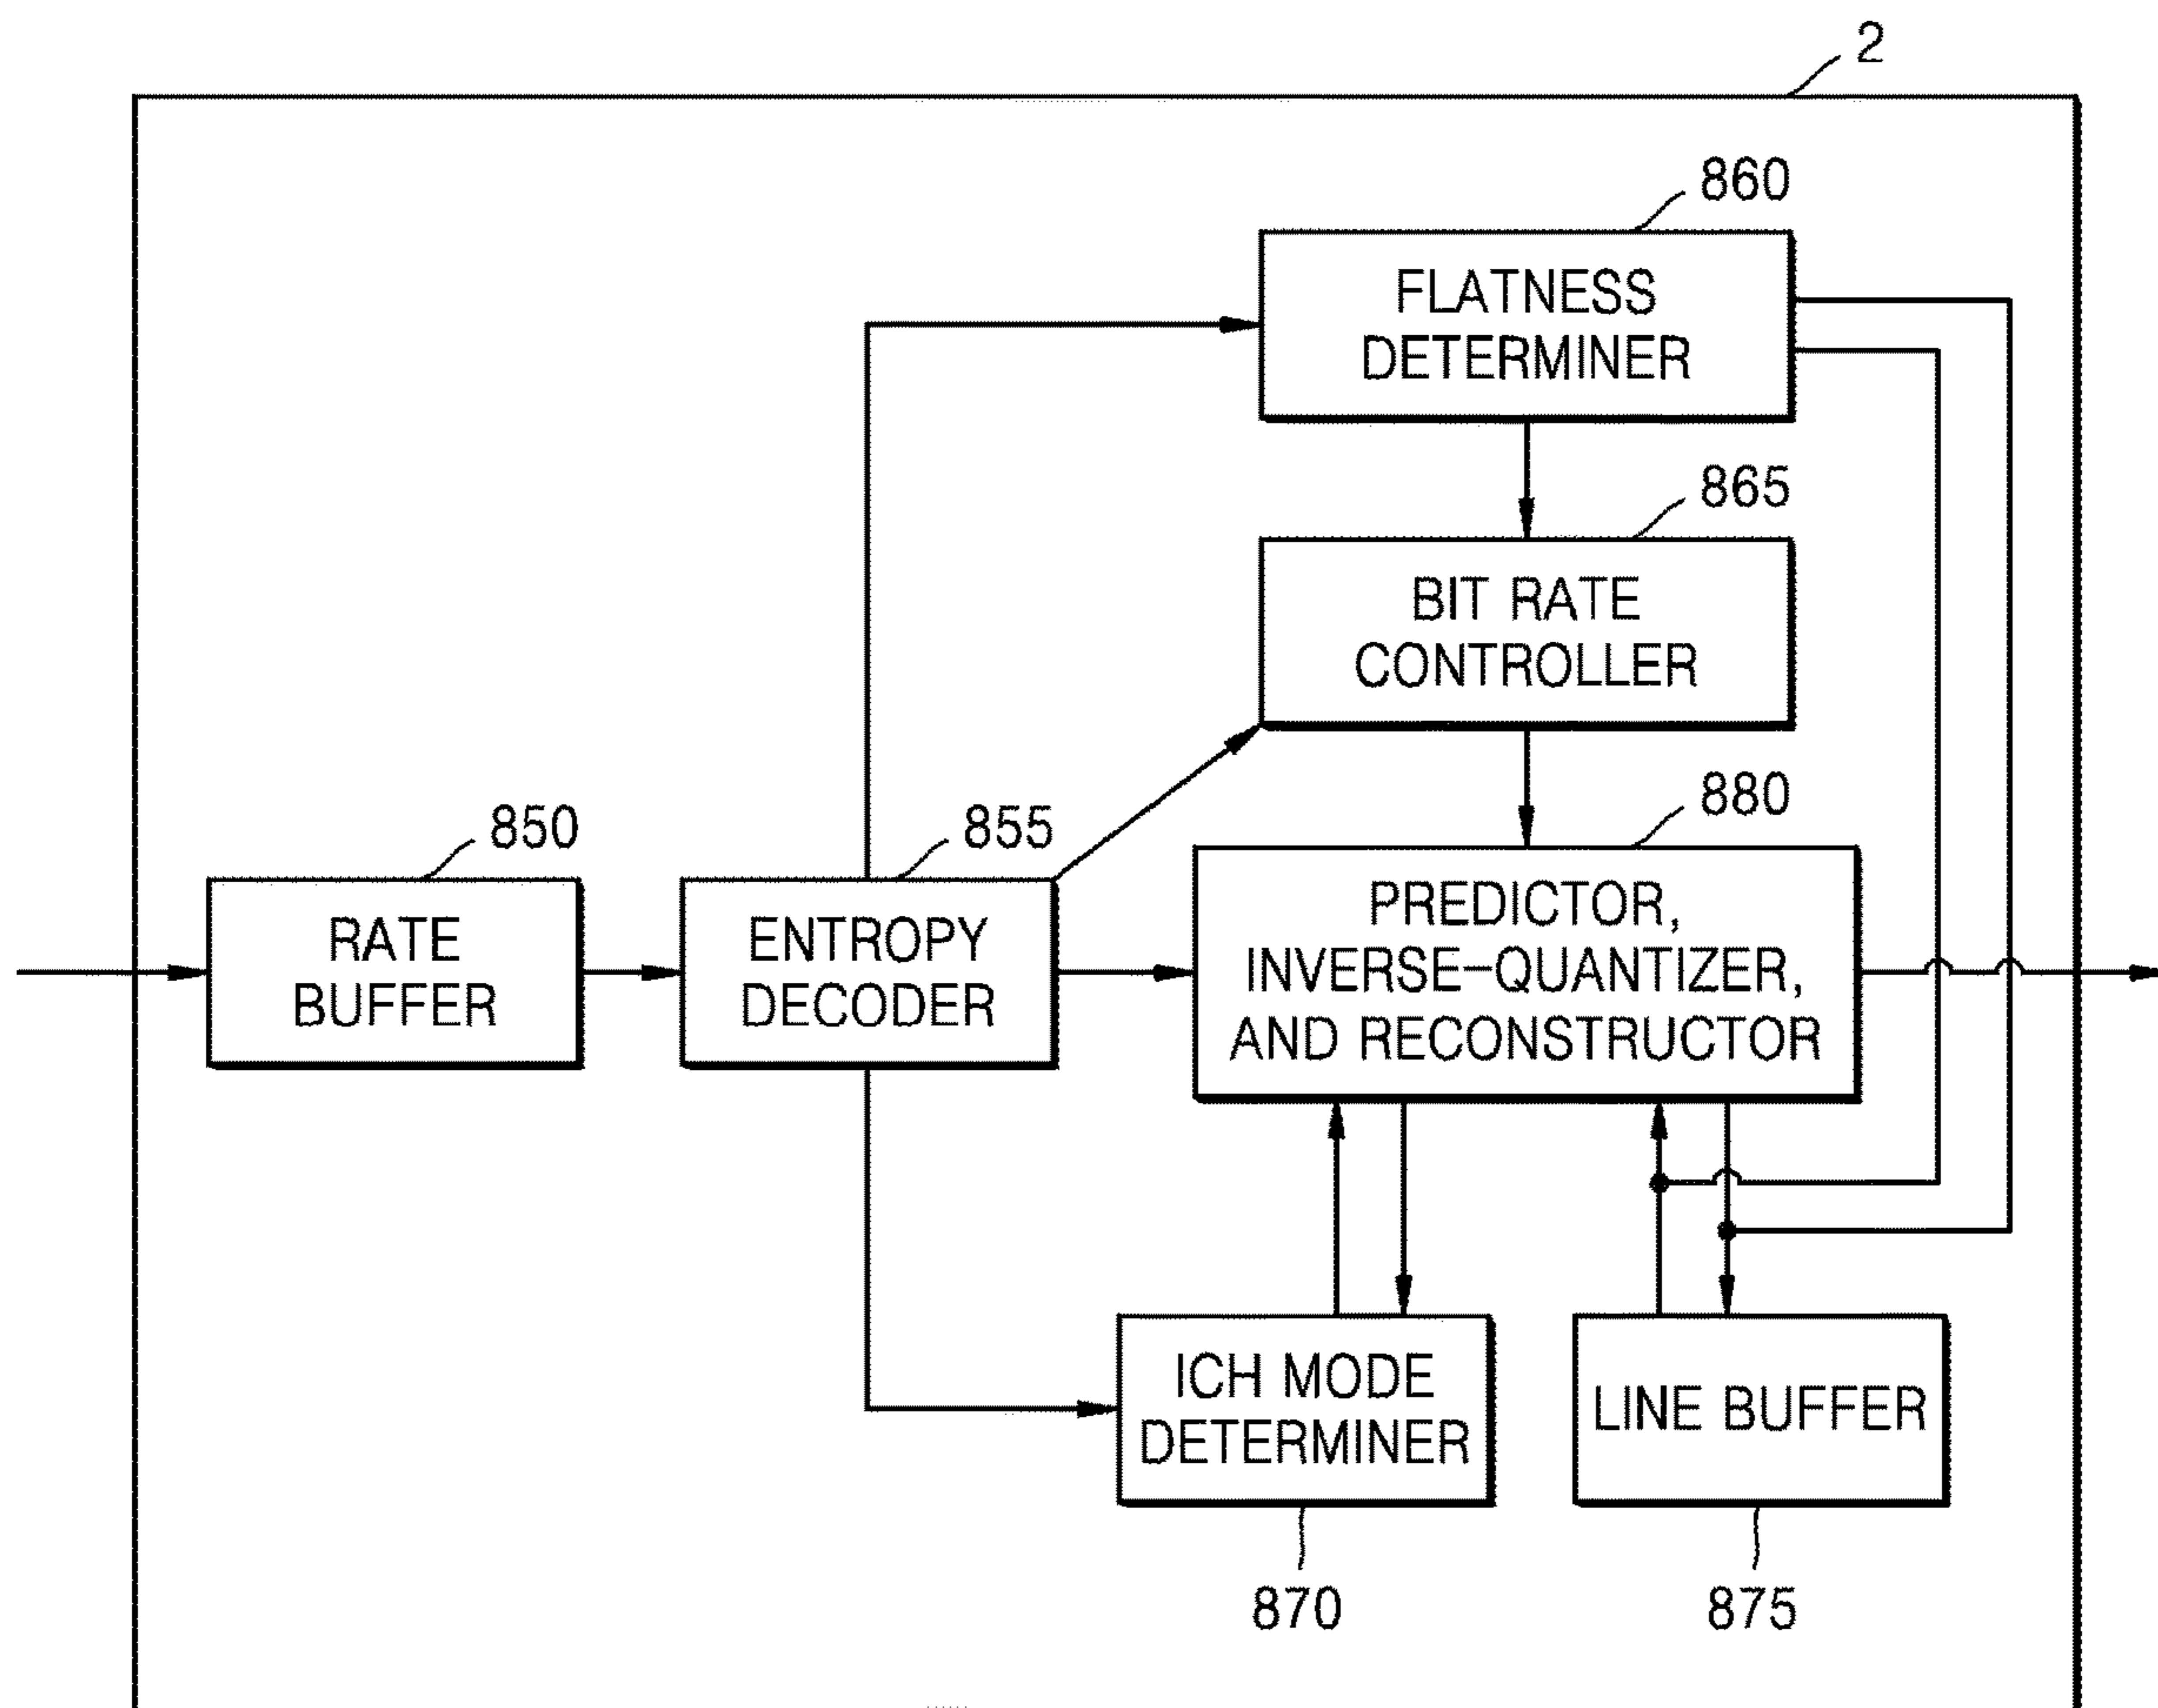 2
860
FLATNESS
DETERMINER
865
BIT RATE
CONTROLLER
880
850
855
PREDICTOR,
INVERSE-QUANTIZER,
AND RECONSTRUCTOR
RATE
BUFFER
ENTROPY
DECODER
ICH MODE
DETERMINER
LINE BUFFER
870
875